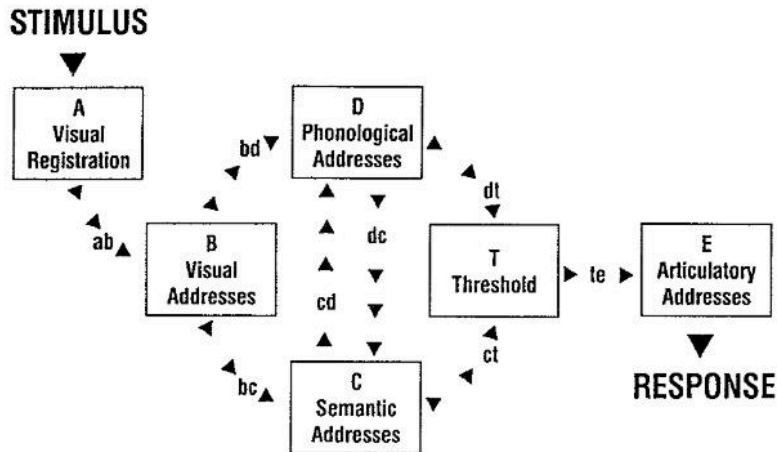 STIMULUS
A
Visual
Registration
ab
B
Visual
Addresses
bd
bc
D
Phonological
Addresses
cd
dc
C
Semantic
Addresses
dt
ct
T
Threshold
te
E
Articulatory
Addresses
RESPONSE